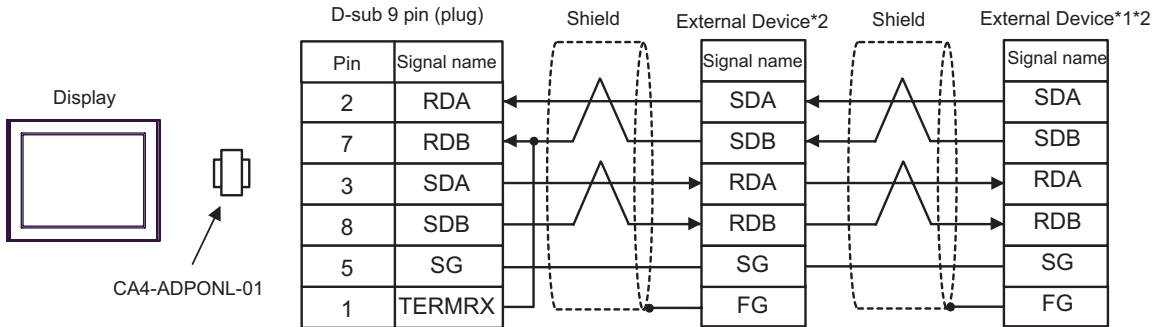 D-sub 9 pin (plug) Shield External Device*2 Shield External Device*1*2
Display
Pin Signal name Signal name Signal name
2 RDA SDA SDA
7 RDB SDB SDB
3 SDA RDA RDA
8 SDB RDB RDB
5 SG SG SG
1 TERMRX FG FG
CA4-ADPONL-01